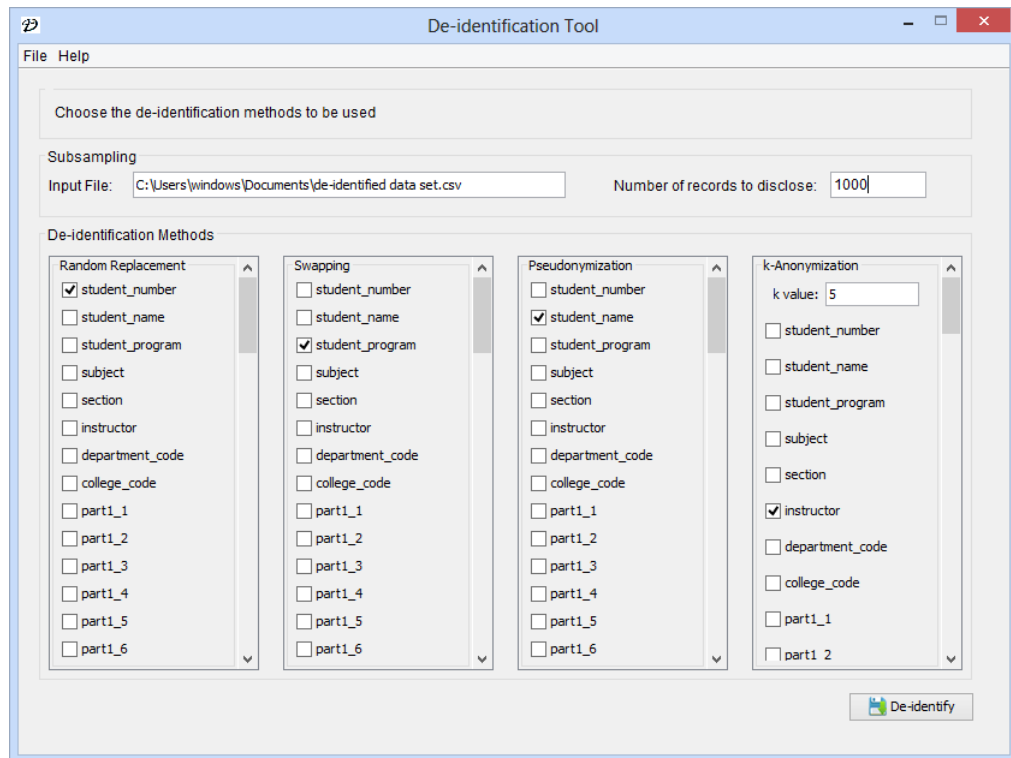 De-identification Tool
File Help
Choose the de-identification methods to be used
Subsampling
Input File: C:\Users\windows\Documents\de-identified data set.csv Number of records to disclose: 1000
De-identification Methods
Random Replacement
student_number
student_name
student_program
subject
section
instructor
department_code
college_code
part1_1
part1_2
part1_3
part1_4
part1_5
part1_6
Swapping
student_number
student_name
student_program
subject
section
instructor
department_code
college_code
part1_1
part1_2
part1_3
part1_4
part1_5
part1_6
Pseudonymization
student_number
student_name
student_program
subject
section
instructor
department_code
college_code
part1_1
part1_2
part1_3
part1_4
part1_5
part1_6
k-Anonymization
k value: 5
student_number
student_name
student_program
subject
section
instructor
department_code
college_code
part1_1
part1_2
De-identify